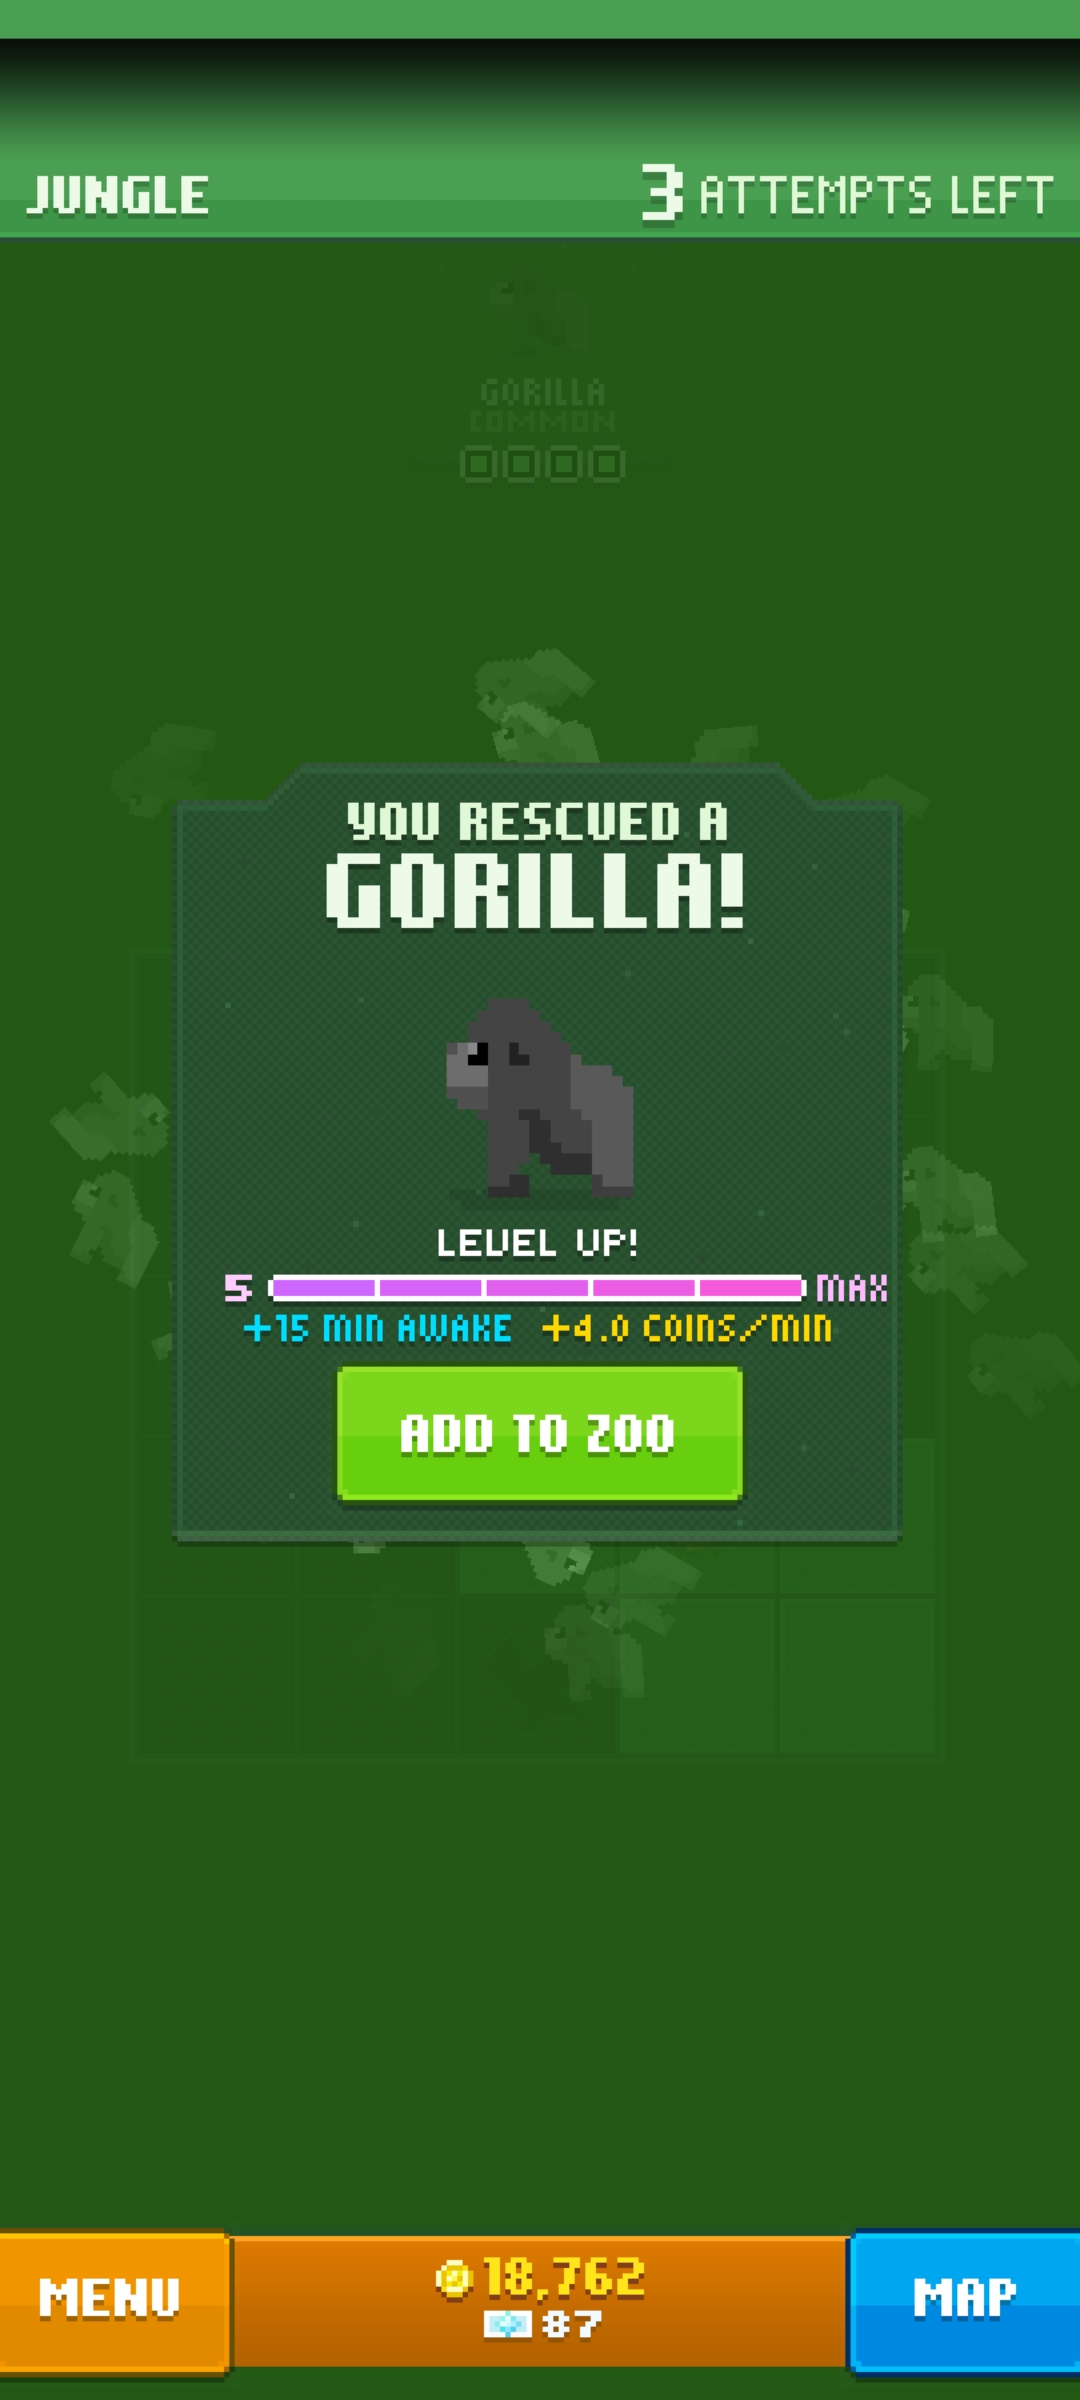 JUNGLE
3 ATTEMPTS LEFT
GORILLA
COMMON
YOU RESCUED A
GORILLA!
LEVEL UP!
5 MAX
+15 MIN AWAKE +4.0 COINS/MIN
ADD TO ZOO
MENU
18,762
87
MAP